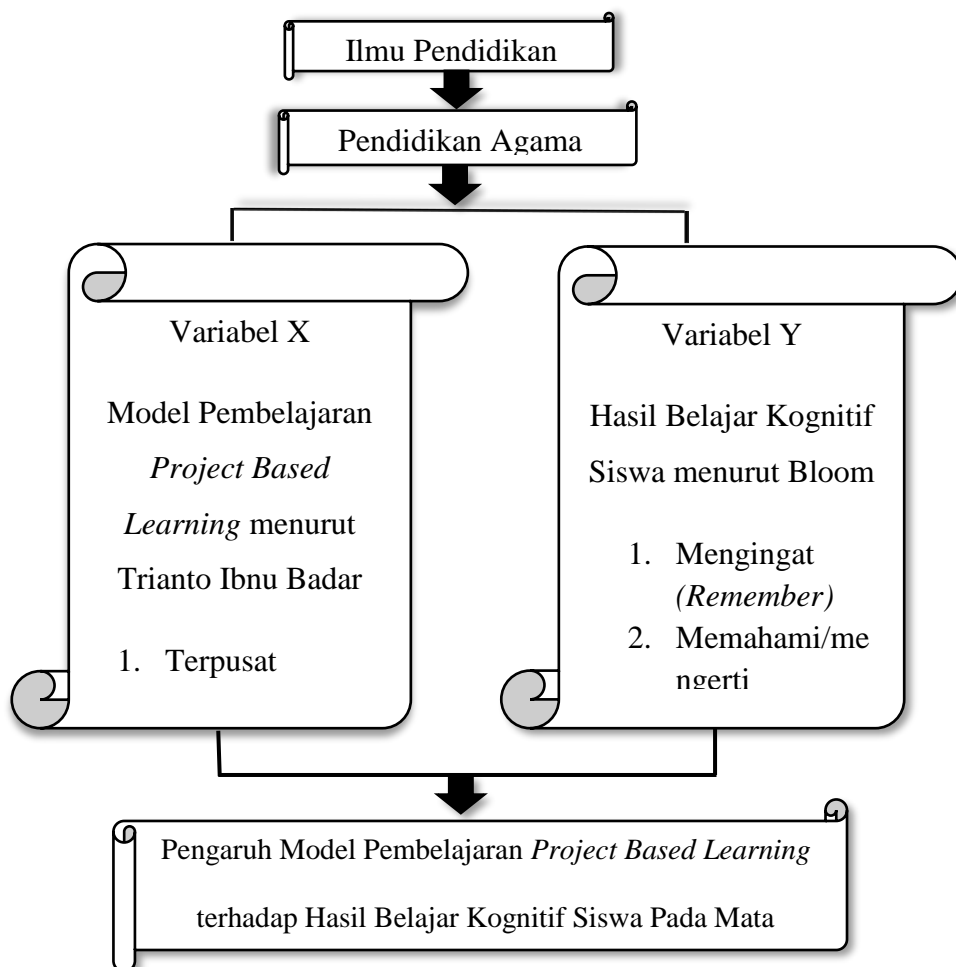 Ilmu Pendidikan
Pendidikan Agama
Variabel X
Model Pembelajaran
Project Based
Learning menurut
Trianto Ibnu Badar
1. Terpusat
Variabel Y
Hasil Belajar Kognitif
Siswa menurut Bloom
1. Mengingat
(Remember)
2. Memahami/me
ngerti
Pengaruh Model Pembelajaran Project Based Learning
terhadap Hasil Belajar Kognitif Siswa Pada Mata